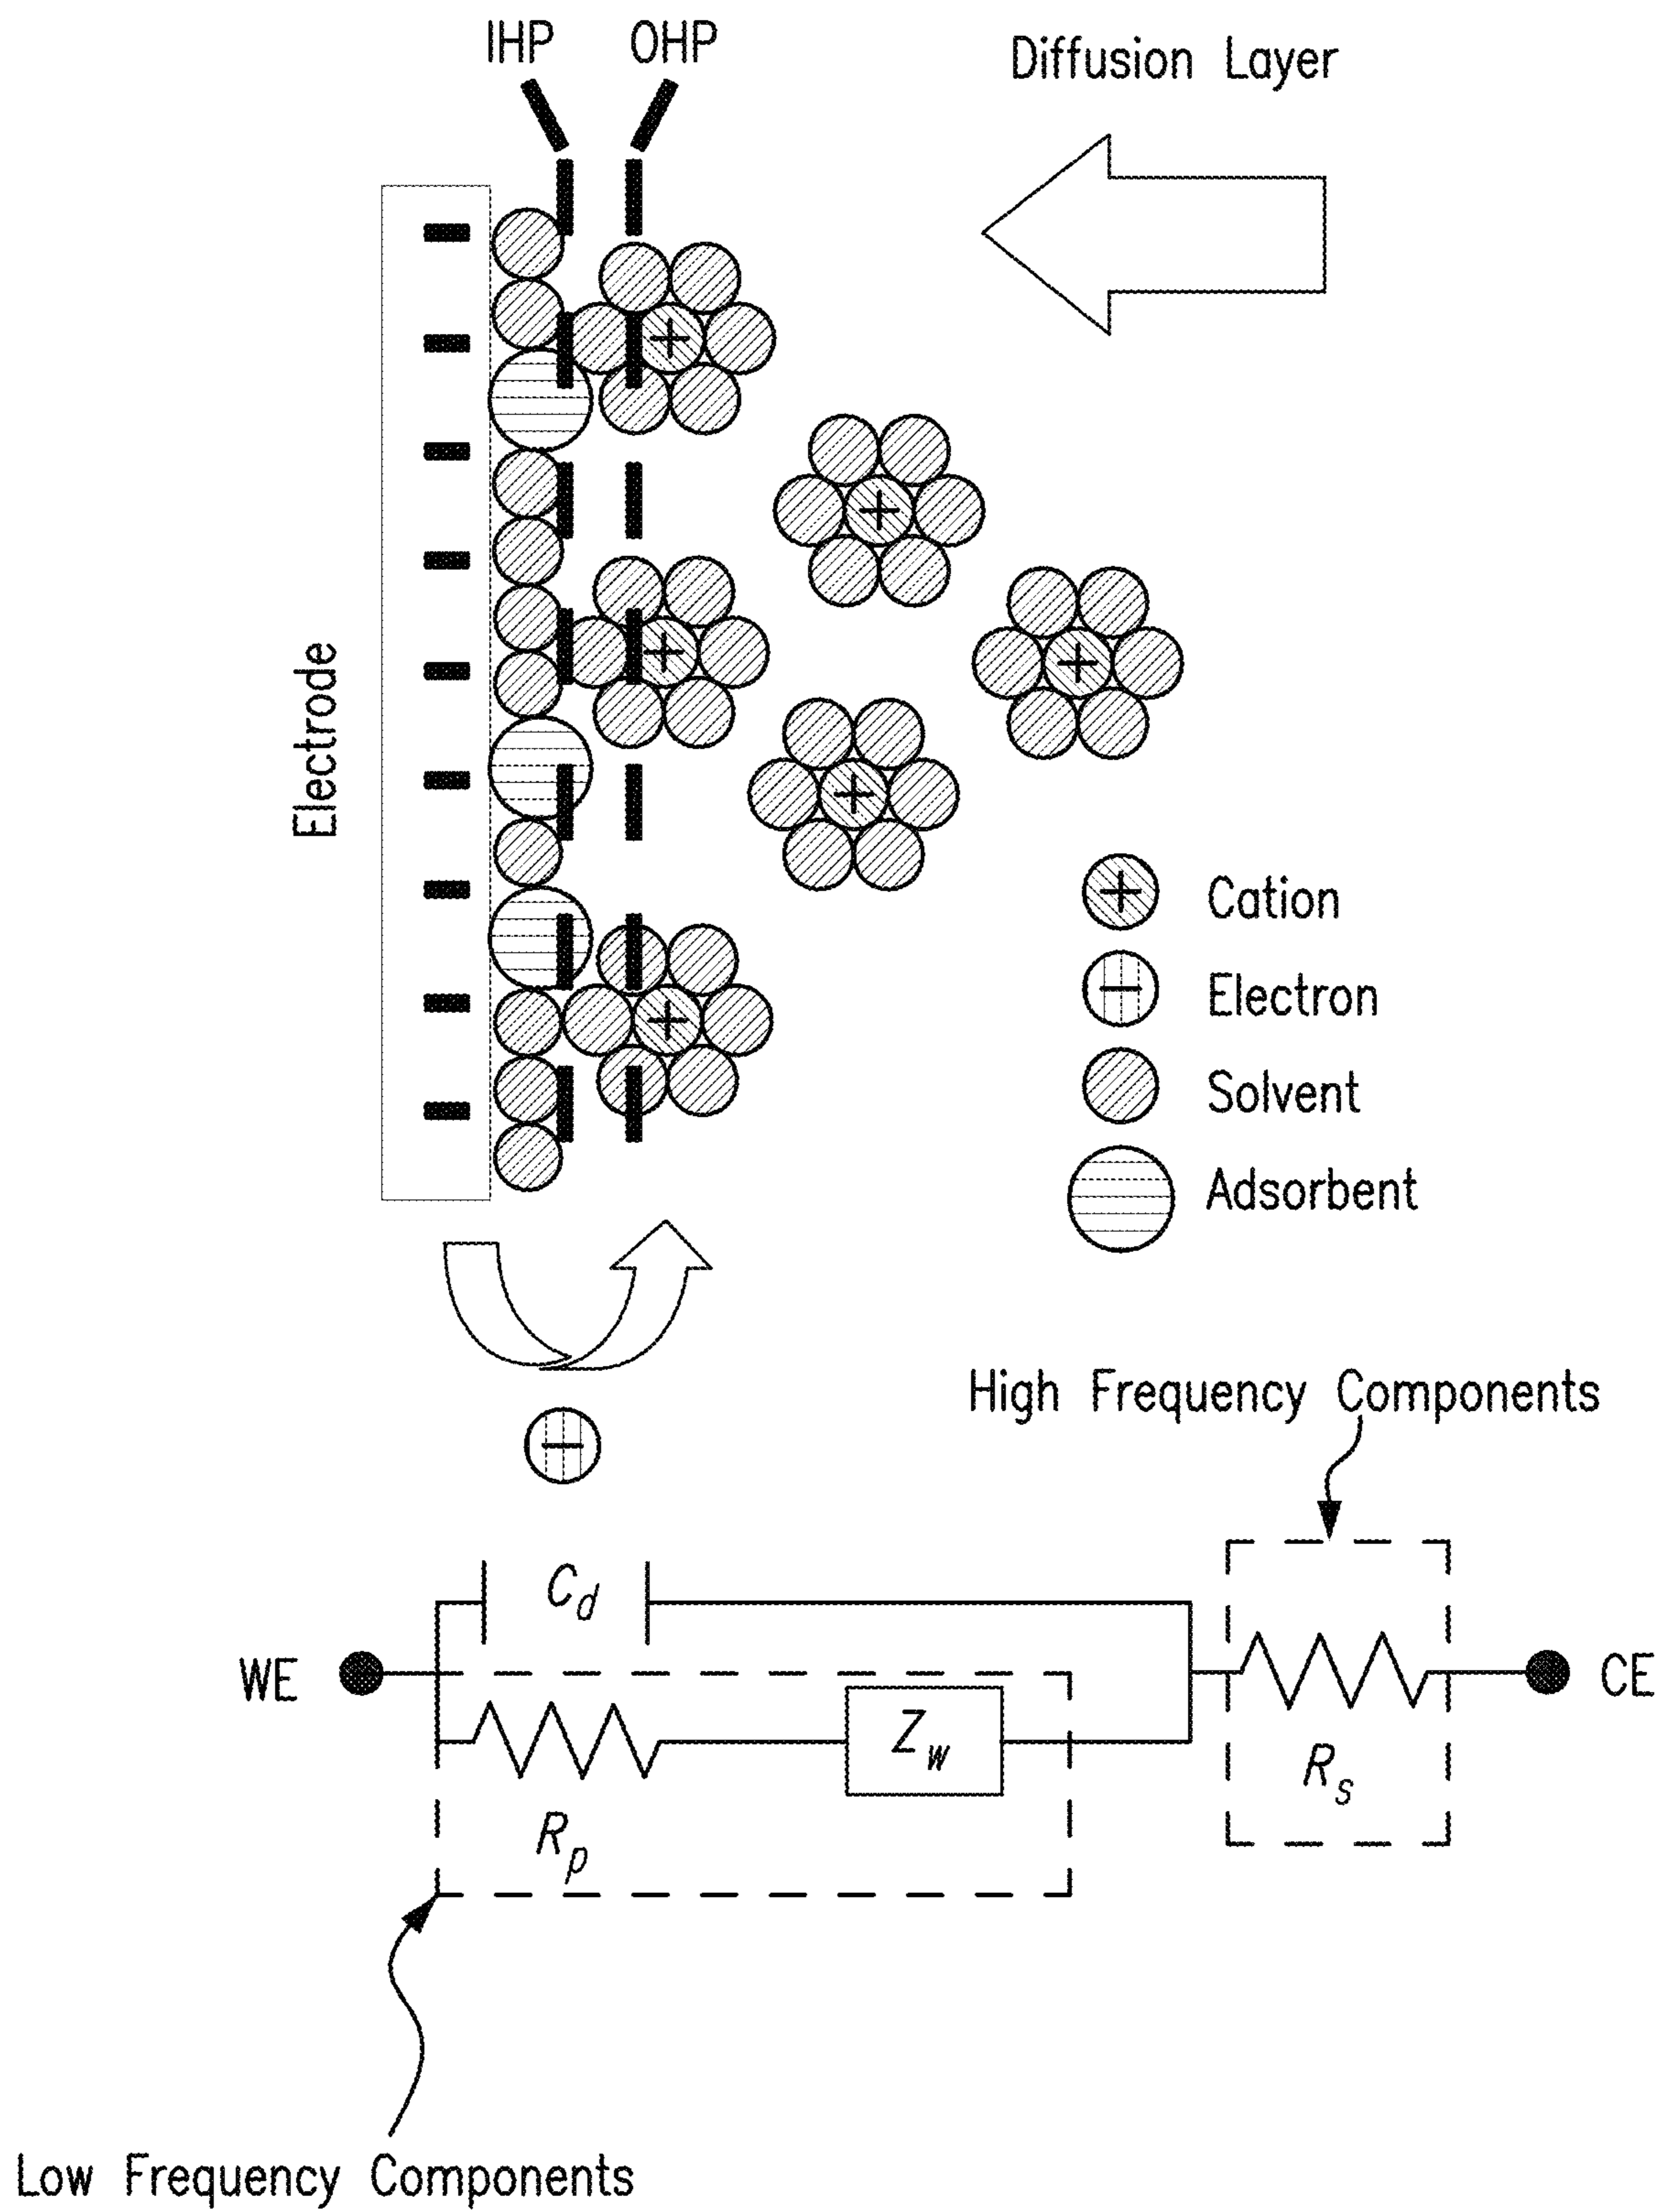 IHP OHP
Diffusion Layer
Electrode
Cation
Electron
Solvent
Adsorbent
High Frequency Components
C_d
WE
CE
Z_w
R_s
R_p
Low Frequency Components